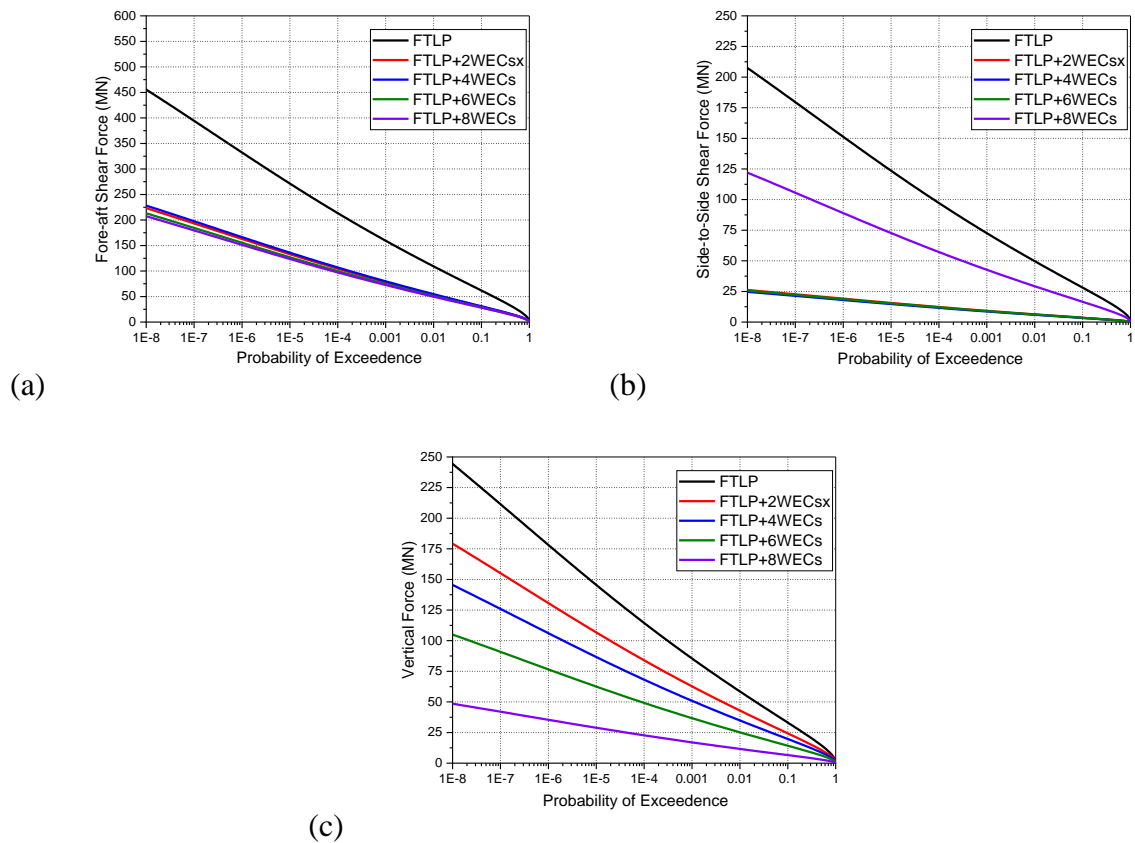 600
550
500
450
400
350
300
250
200
150
100
50
0
Fore-aft Shear Force (MN)
FTLP
FTLP+2WECsx
FTLP+4WECs
FTLP+6WECs
FTLP+8WECs
1E-8 1E-7 1E-6 1E-5 1E-4 0.001 0.01 0.1 1
Probability of Exceedence
(a)
250
225
200
175
150
125
100
75
50
25
0
Side-to-Side Shear Force (MN)
FTLP
FTLP+2WECsx
FTLP+4WECs
FTLP+6WECs
FTLP+8WECs
1E-8 1E-7 1E-6 1E-5 1E-4 0.001 0.01 0.1 1
Probability of Exceedence
(b)
250
225
200
175
150
125
100
75
50
25
0
Vertical Force (MN)
FTLP
FTLP+2WECsx
FTLP+4WECs
FTLP+6WECs
FTLP+8WECs
1E-8 1E-7 1E-6 1E-5 1E-4 0.001 0.01 0.1 1
Probability of Exceedence
(c)